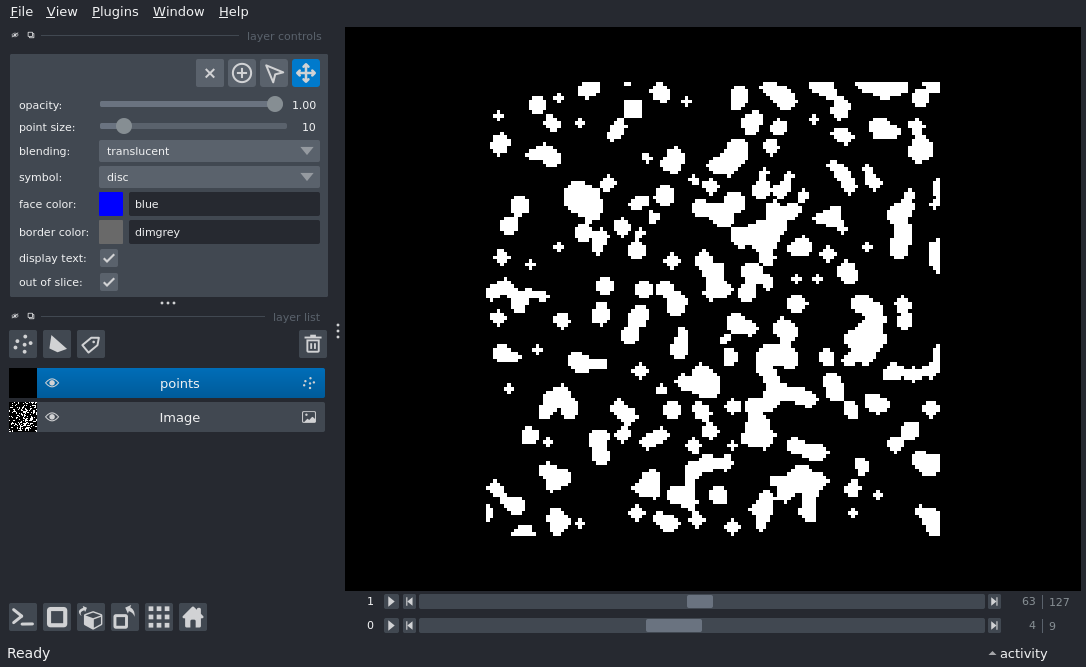 File View Plugins Window Help
layer controls
opacity: 1.00
point size: 10
blending: translucent
symbol: disc
face color: blue
border color: dimgrey
display text:
out of slice:
layer list
points
Image
1 63 | 127
0 4 | 9
Ready activity